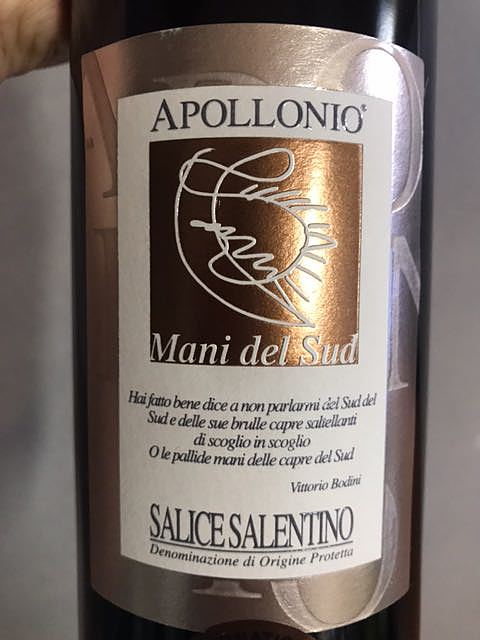 APOLLONIO®
Mani del Sud
Hai fatto bene dice a non parlarmi del Sud del
Sud e delle sue brulle capre saltellanti
di scoglio in scoglio
O le pallide mani delle capre del Sud
Vittorio Bodini
SALICE SALENTINO
Denominazione di Origine Protetta